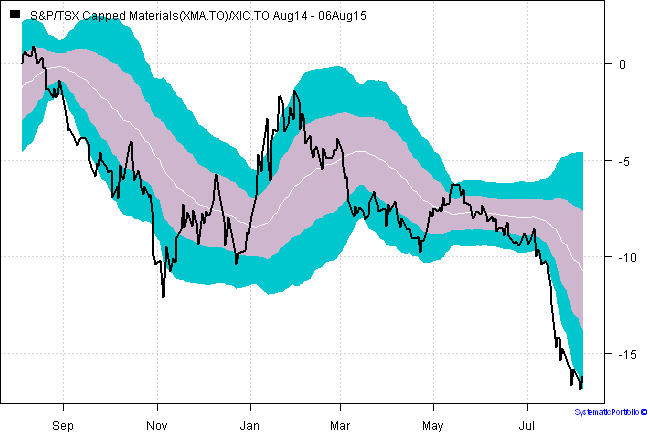 S&P/TSX Capped Materials(XMA.TO)/XIC.TO Aug14 - 06Aug15
0
-5
-10
-15
SystematicPortfolio ©
Sep Nov Jan Mar May Jul